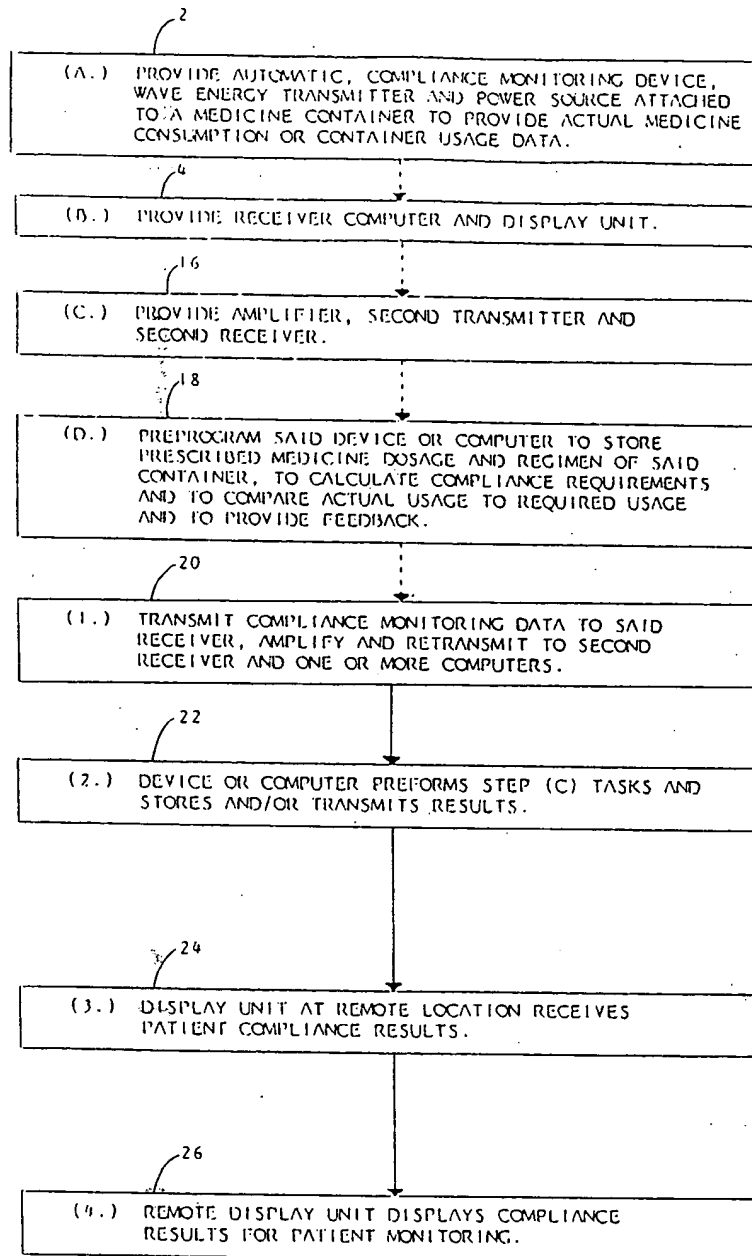 2
(A.) PROVIDE AUTOMATIC, COMPLIANCE MONITORING DEVICE,
WAVE ENERGY TRANSMITTER AND POWER SOURCE ATTACHED
TO A MEDICINE CONTAINER TO PROVIDE ACTUAL MEDICINE
CONSUMPTION OR CONTAINER USAGE DATA.
4
(B.) PROVIDE RECEIVER COMPUTER AND DISPLAY UNIT.
16
(C.) PROVIDE AMPLIFIER, SECOND TRANSMITTER AND
SECOND RECEIVER.
18
(D.) PREPROGRAM SAID DEVICE OR COMPUTER TO STORE
PRESCRIBED MEDICINE DOSAGE AND REGIMEN OF SAID
CONTAINER, TO CALCULATE COMPLIANCE REQUIREMENTS
AND TO COMPARE ACTUAL USAGE TO REQUIRED USAGE
AND TO PROVIDE FEEDBACK.
20
(1.) TRANSMIT COMPLIANCE MONITORING DATA TO SAID
RECEIVER, AMPLIFY AND RETRANSMIT TO SECOND
RECEIVER AND ONE OR MORE COMPUTERS.
22
(2.) DEVICE OR COMPUTER PREFORMS STEP (C) TASKS AND
STORES AND/OR TRANSMITS RESULTS.
24
(3.) DISPLAY UNIT AT REMOTE LOCATION RECEIVES
PATIENT COMPLIANCE RESULTS.
26
(4.) REMOTE DISPLAY UNIT DISPLAYS COMPLIANCE
RESULTS FOR PATIENT MONITORING.